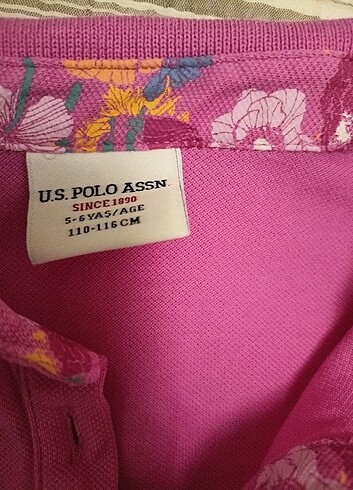 U.S. POLO ASSN.
SINCE 1890
5-6 YAŞ/AGE
110-116 CM